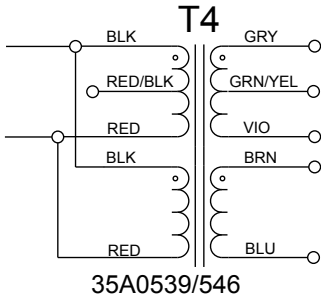 T4
BLK GRY
RED/BLK GRN/YEL
RED VIO
BLK BRN
RED BLU
35A0539/546